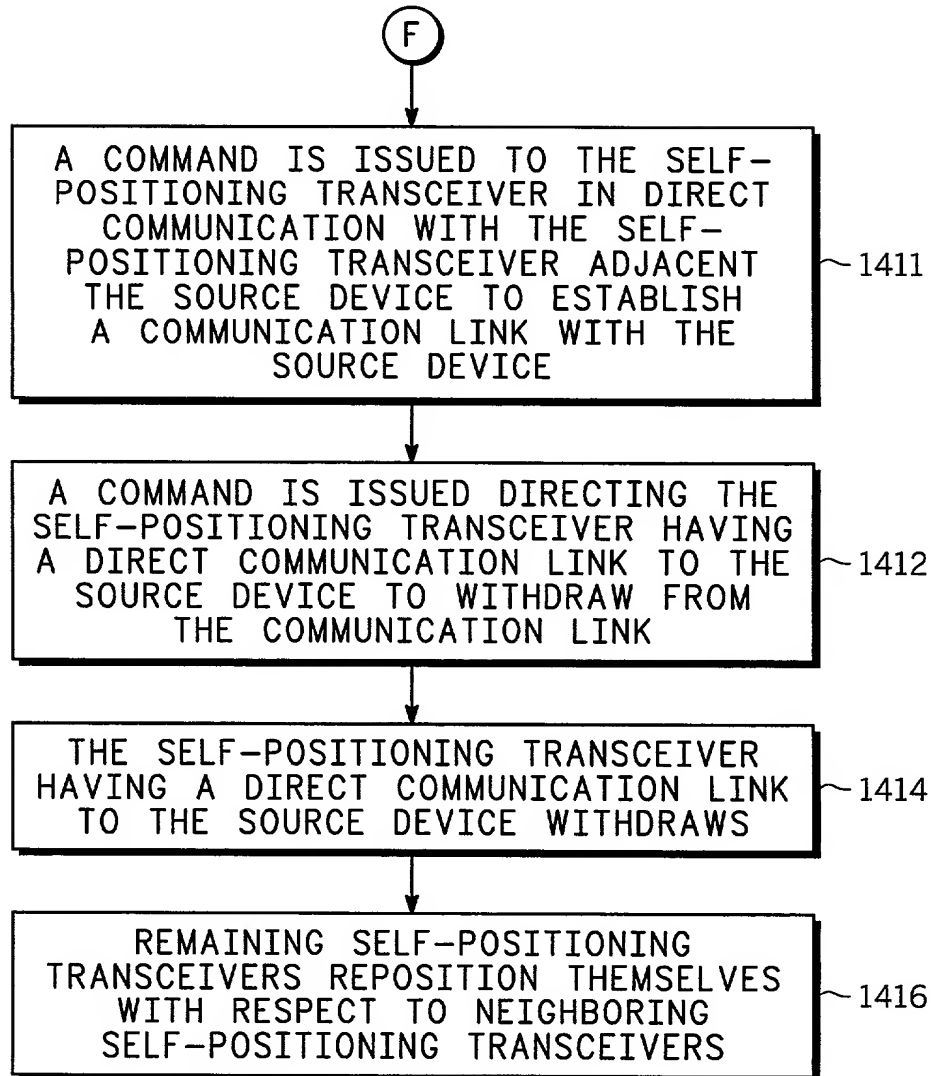 F
A COMMAND IS ISSUED TO THE SELF-
POSITIONING TRANSCEIVER IN DIRECT
COMMUNICATION WITH THE SELF-
POSITIONING TRANSCEIVER ADJACENT
THE SOURCE DEVICE TO ESTABLISH
A COMMUNICATION LINK WITH THE
SOURCE DEVICE
1411
A COMMAND IS ISSUED DIRECTING THE
SELF-POSITIONING TRANSCEIVER HAVING
A DIRECT COMMUNICATION LINK TO THE
SOURCE DEVICE TO WITHDRAW FROM
THE COMMUNICATION LINK
1412
THE SELF-POSITIONING TRANSCEIVER
HAVING A DIRECT COMMUNICATION LINK
TO THE SOURCE DEVICE WITHDRAWS
1414
REMAINING SELF-POSITIONING
TRANSCEIVERS REPOSITION THEMSELVES
WITH RESPECT TO NEIGHBORING
SELF-POSITIONING TRANSCEIVERS
1416